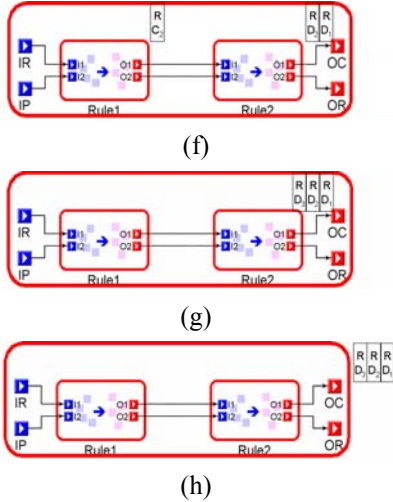 R R R
C₂ D₂ D₁
IR I1 O1 I1 O1 OC
IP I2 O2 I2 O2 OR
Rule1 Rule2
(f)
R R R
D₃ D₂ D₁
IR I1 O1 I1 O1 OC
IP I2 O2 I2 O2 OR
Rule1 Rule2
(g)
R R R
D₃ D₂ D₁
IR I1 O1 I1 O1 OC
IP I2 O2 I2 O2 OR
Rule1 Rule2
(h)